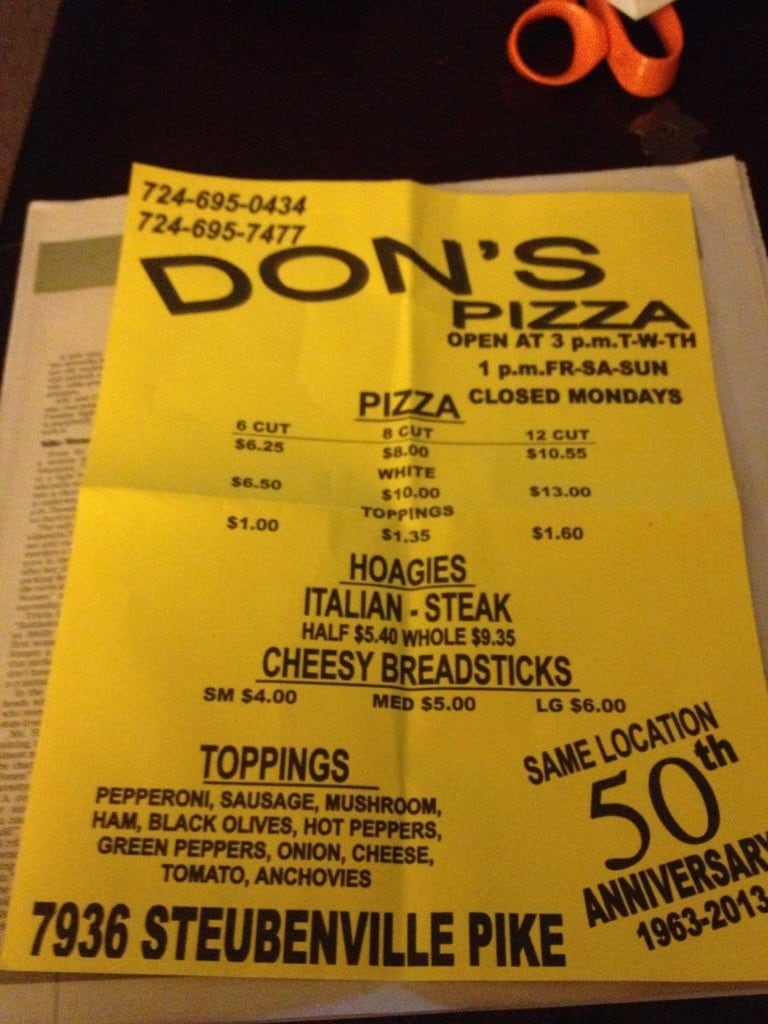 724-695-0434
724-695-7477
DON'S
PIZZA
OPEN AT 3 p.m.T-W-TH
1 p.m.FR-SA-SUN
CLOSED MONDAYS
PIZZA
6 CUT 8 CUT 12 CUT
$6.25 $8.00 $10.55
WHITE
$6.50 $10.00 $13.00
TOPPINGS
$1.00 $1.35 $1.60
HOAGIES
ITALIAN - STEAK
HALF $5.40 WHOLE $9.35
CHEESY BREADSTICKS
SM $4.00 MED $5.00 LG $6.00
TOPPINGS
PEPPERONI, SAUSAGE, MUSHROOM,
HAM, BLACK OLIVES, HOT PEPPERS,
GREEN PEPPERS, ONION, CHEESE,
TOMATO, ANCHOVIES
SAME LOCATION
50th
ANNIVERSARY
1963-2013
7936 STEUBENVILLE PIKE